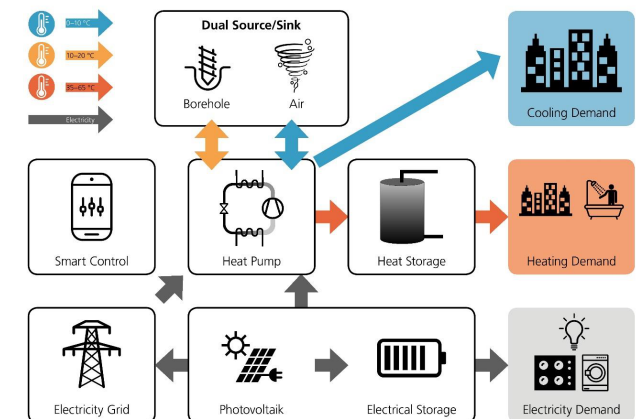 0–10 °C
10–20 °C
35–65 °C
Electricity
Dual Source/Sink
Borehole
Air
Cooling Demand
Smart Control
Heat Pump
Heat Storage
Heating Demand
Electricity Grid
Photovoltaik
Electrical Storage
Electricity Demand